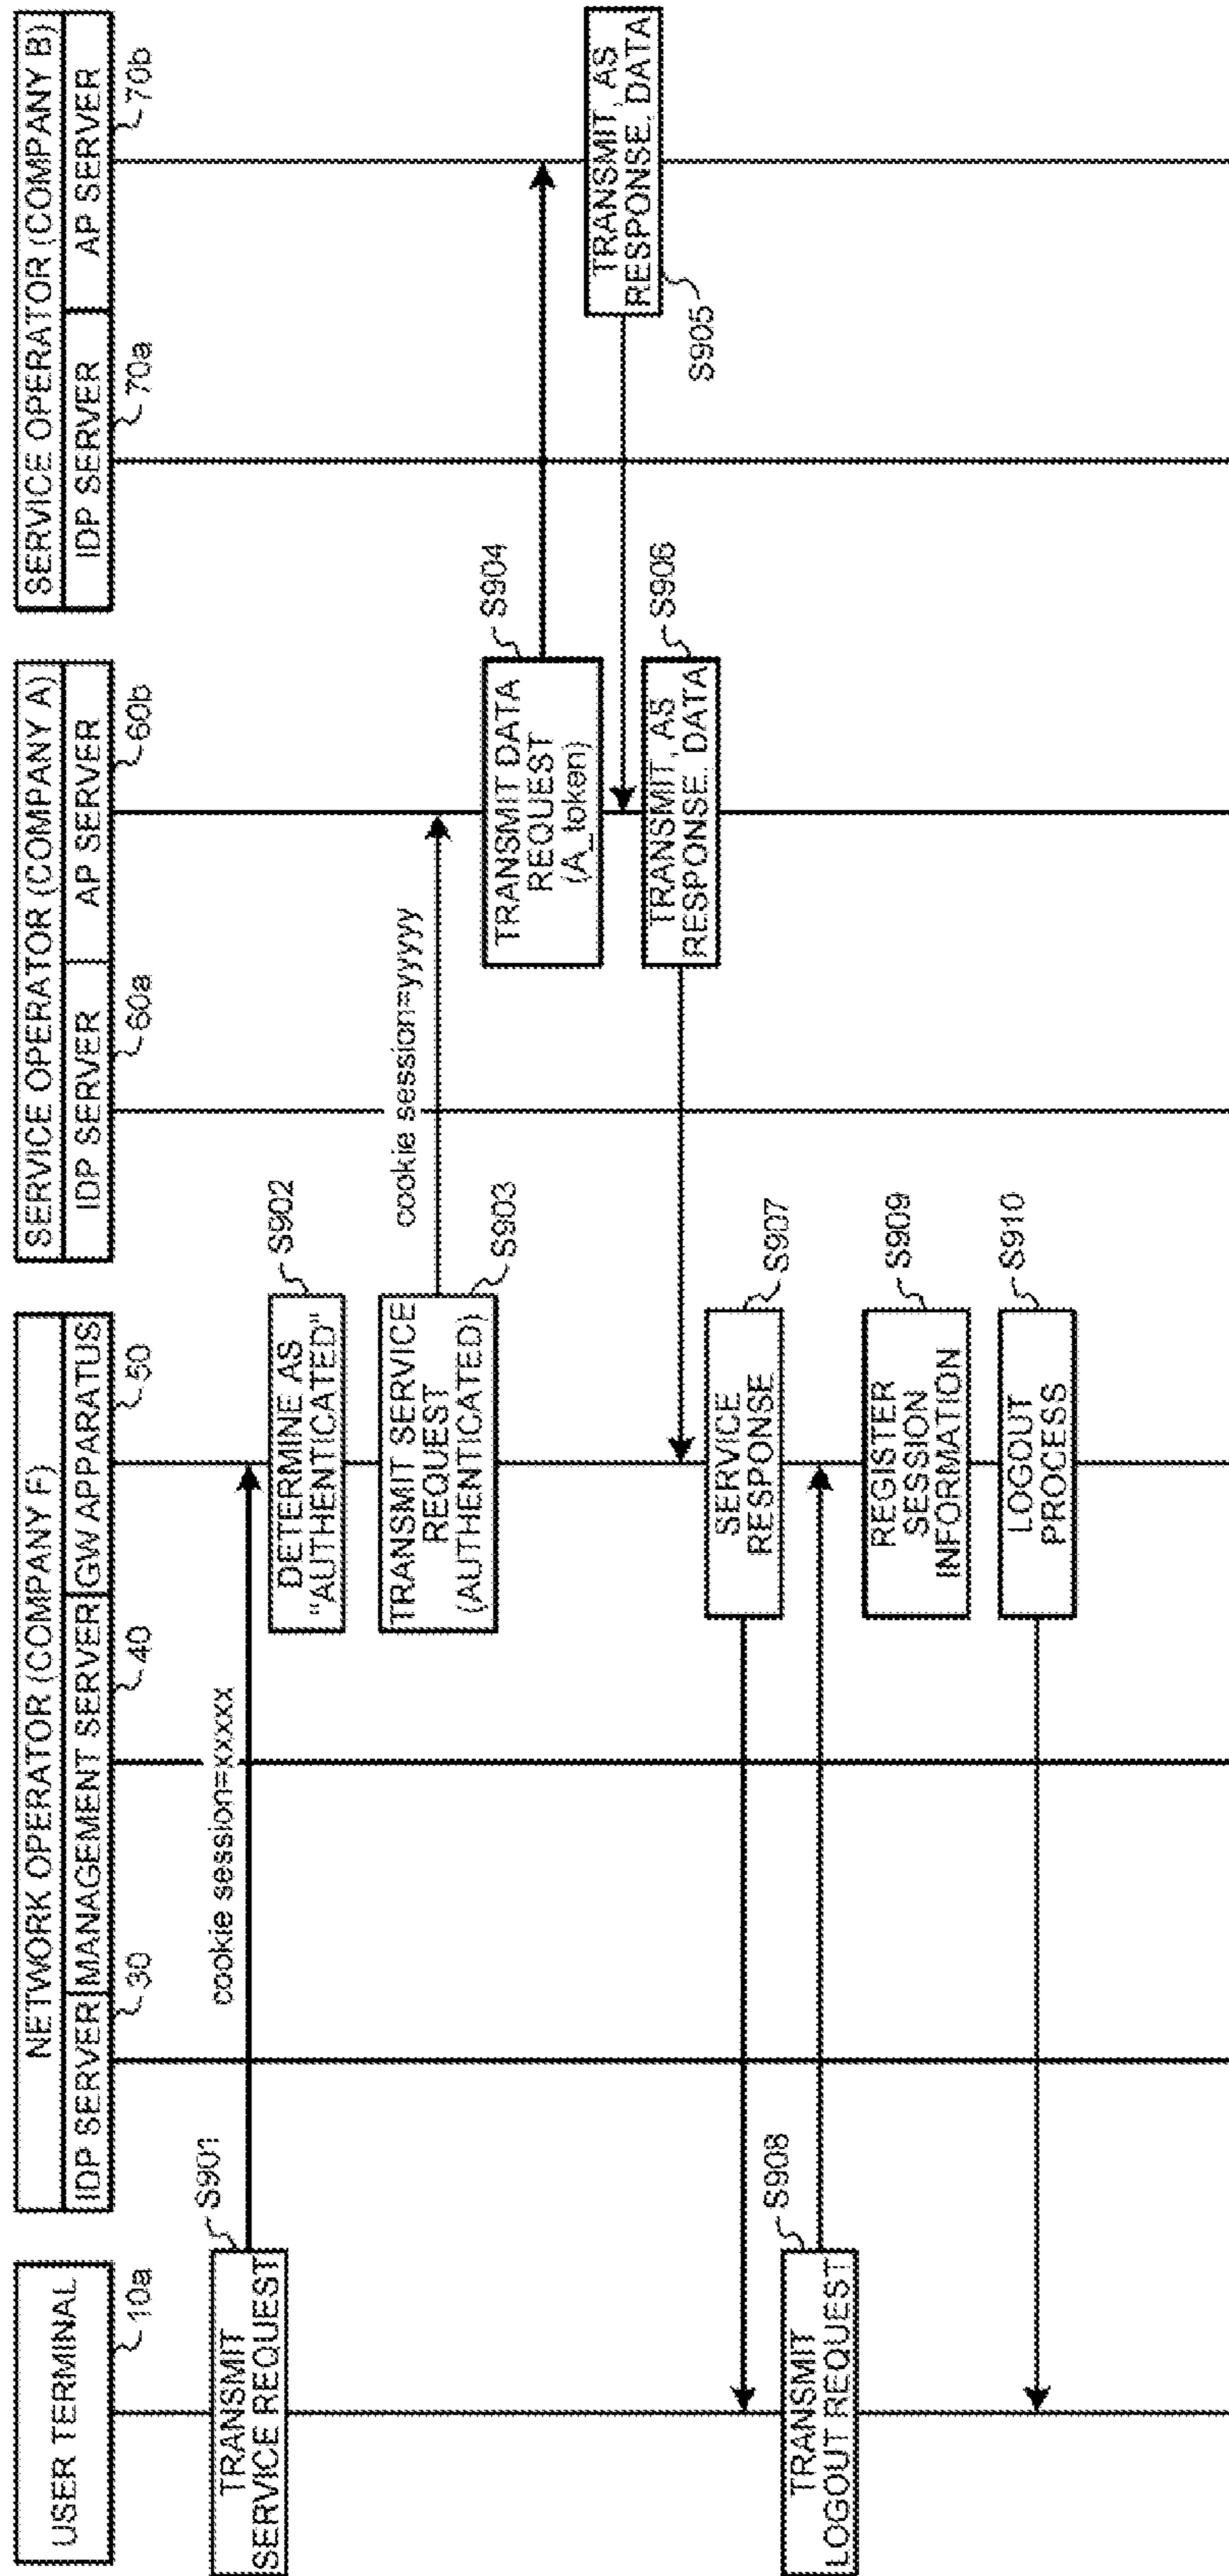 USER TERMINAL
10a
NETWORK OPERATOR (COMPANY F)
IDP SERVER
MANAGEMENT SERVER
GW APPARATUS
30
40
50
SERVICE OPERATOR (COMPANY A)
IDP SERVER
AP SERVER
60a
60b
SERVICE OPERATOR (COMPANY B)
IDP SERVER
AP SERVER
70a
70b
TRANSMIT
SERVICE REQUEST
S901
cookie session=xxxxx
DETERMINE AS
"AUTHENTICATED"
S902
TRANSMIT SERVICE
REQUEST
(AUTHENTICATED)
S903
cookie session=yyyyy
TRANSMIT DATA
REQUEST
(A_token)
S904
TRANSMIT, AS
RESPONSE, DATA
S905
TRANSMIT, AS
RESPONSE, DATA
S906
SERVICE
RESPONSE
S907
TRANSMIT
LOGOUT REQUEST
S908
REGISTER
SESSION
INFORMATION
S909
LOGOUT
PROCESS
S910